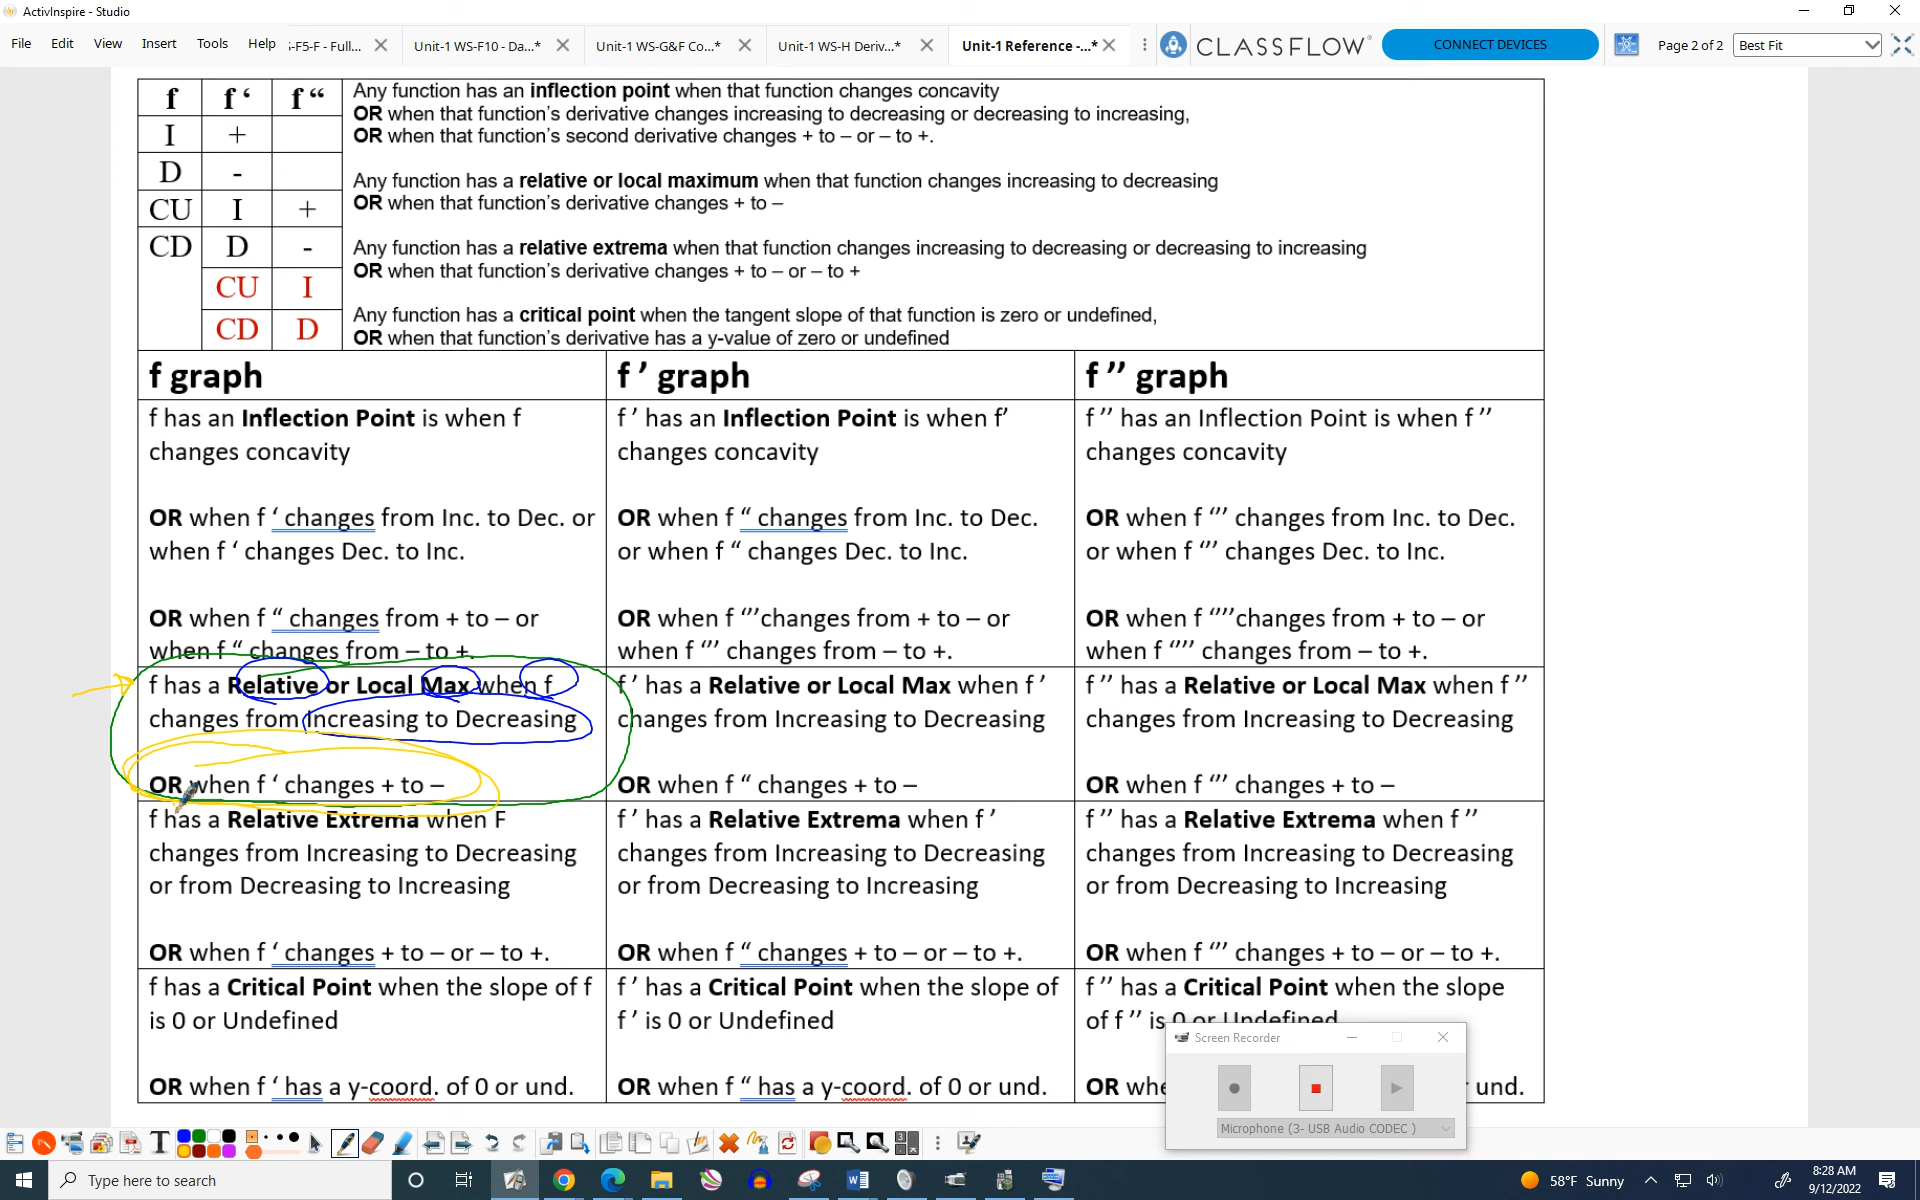 ActivInspire - Studio
File Edit View Insert Tools Help
-F5-F - Full...
Unit-1 WS-F10 - Da...*
Unit-1 WS-G&F Co...*
Unit-1 WS-H Deriv...*
Unit-1 Reference -...*
CLASSFLOW
CONNECT DEVICES
Page 2 of 2
Best Fit
f f ‘ f “
I +
D -
CU I +
CD D -
CU I
CD D
Any function has an inflection point when that function changes concavity
OR when that function’s derivative changes increasing to decreasing or decreasing to increasing,
OR when that function’s second derivative changes + to – or – to +.
Any function has a relative or local maximum when that function changes increasing to decreasing
OR when that function’s derivative changes + to –
Any function has a relative extrema when that function changes increasing to decreasing or decreasing to increasing
OR when that function’s derivative changes + to – or – to +
Any function has a critical point when the tangent slope of that function is zero or undefined,
OR when that function’s derivative has a y-value of zero or undefined
f graph
f has an Inflection Point is when f
changes concavity
OR when f ‘ changes from Inc. to Dec. or
when f ‘ changes Dec. to Inc.
OR when f “ changes from + to – or
when f “ changes from – to +.
f has a Relative or Local Max when f
changes from Increasing to Decreasing
OR when f ‘ changes + to –
f has a Relative Extrema when F
changes from Increasing to Decreasing
or from Decreasing to Increasing
OR when f ‘ changes + to – or – to +.
f has a Critical Point when the slope of f
is 0 or Undefined
OR when f ‘ has a y-coord. of 0 or und.
f ’ graph
f ’ has an Inflection Point is when f’
changes concavity
OR when f “ changes from Inc. to Dec.
or when f “ changes Dec. to Inc.
OR when f “‘’changes from + to – or
when f “’ changes from – to +.
f ’ has a Relative or Local Max when f ’
changes from Increasing to Decreasing
OR when f “ changes + to –
f ’ has a Relative Extrema when f ’
changes from Increasing to Decreasing
or from Decreasing to Increasing
OR when f “ changes + to – or – to +.
f ’ has a Critical Point when the slope of
f ’ is 0 or Undefined
OR when f “ has a y-coord. of 0 or und.
f ’’ graph
f ’’ has an Inflection Point is when f ’’
changes concavity
OR when f “’ changes from Inc. to Dec.
or when f “’ changes Dec. to Inc.
OR when f “’’changes from + to – or
when f “’’ changes from – to +.
f ’’ has a Relative or Local Max when f ’’
changes from Increasing to Decreasing
OR when f “’ changes + to –
f ’’ has a Relative Extrema when f ’’
changes from Increasing to Decreasing
or from Decreasing to Increasing
OR when f “’ changes + to – or – to +.
f ’’ has a Critical Point when the slope
of f ’’ is 0 or Undefined
OR whe
und.
Screen Recorder
Microphone (3- USB Audio CODEC )
Type here to search
58°F Sunny
8:28 AM
9/12/2022